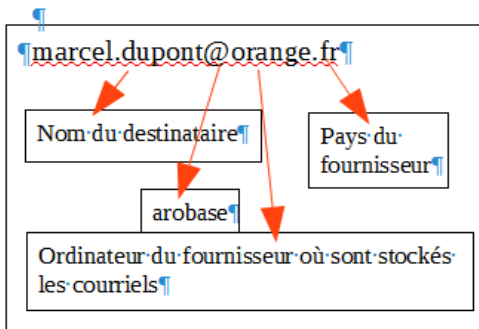 marcel.dupont@orange.fr
Nom du destinataire
Pays du
fournisseur
arobase
Ordinateur du fournisseur où sont stockés
les courriels